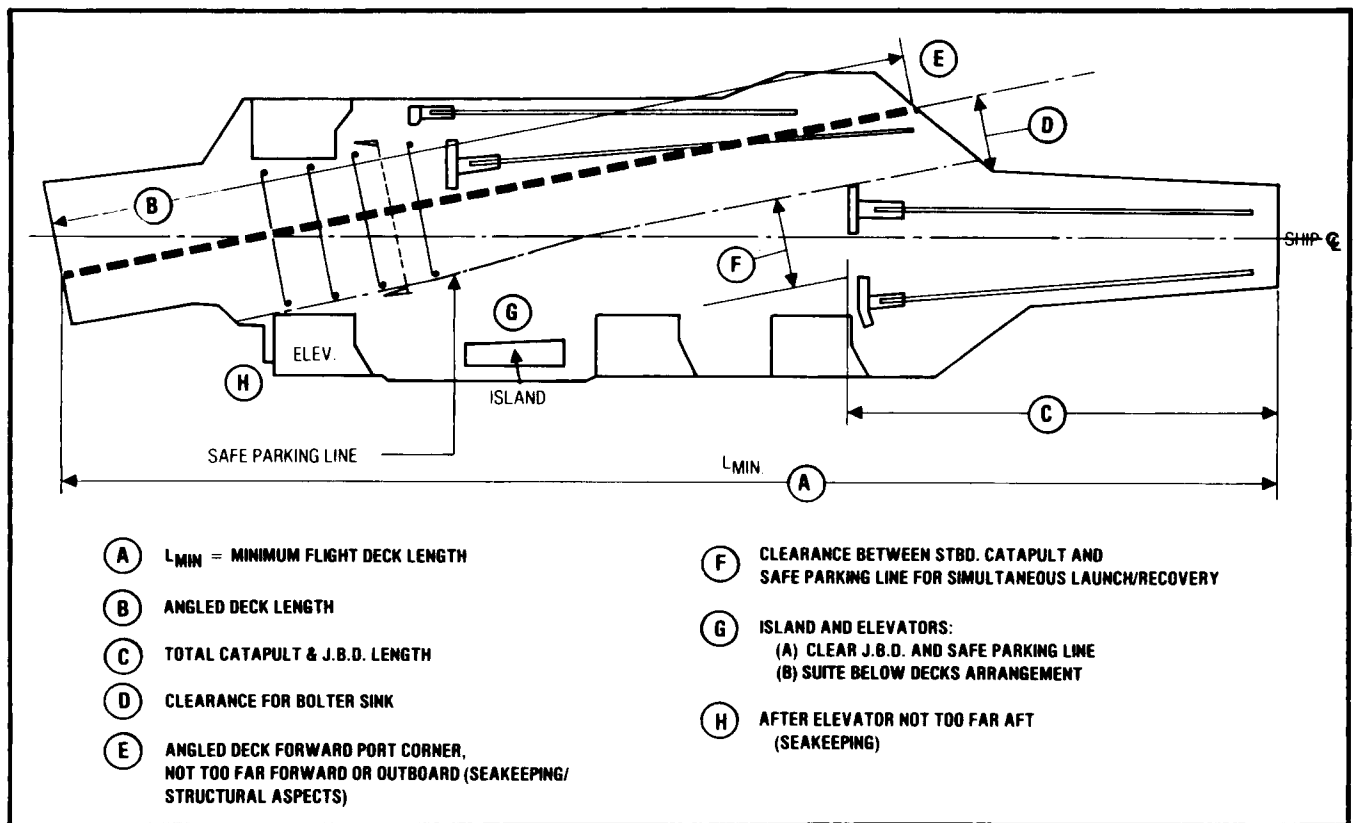 E
D
B
SHIP ℄
F
G
ELEV.
H
ISLAND
C
SAFE PARKING LINE
LMIN.
A
A LMIN = MINIMUM FLIGHT DECK LENGTH
B ANGLED DECK LENGTH
C TOTAL CATAPULT & J.B.D. LENGTH
D CLEARANCE FOR BOLTER SINK
E ANGLED DECK FORWARD PORT CORNER,
NOT TOO FAR FORWARD OR OUTBOARD (SEAKEEPING/
STRUCTURAL ASPECTS)
F CLEARANCE BETWEEN STBD. CATAPULT AND
SAFE PARKING LINE FOR SIMULTANEOUS LAUNCH/RECOVERY
G ISLAND AND ELEVATORS:
(A) CLEAR J.B.D. AND SAFE PARKING LINE
(B) SUITE BELOW DECKS ARRANGEMENT
H AFTER ELEVATOR NOT TOO FAR AFT
(SEAKEEPING)